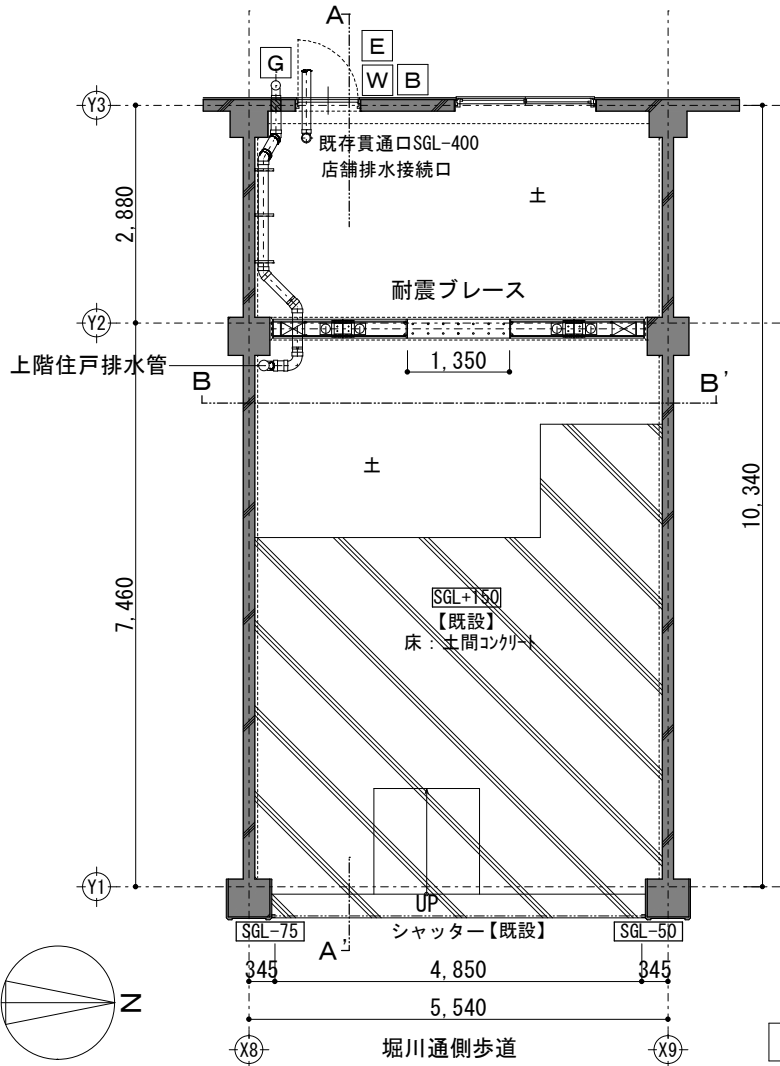 A
E
G
W B
Y3
既存貫通口SGL-400
店舗排水接続口
土
2,880
耐震ブレース
Y2
上階住戸排水管
1,350
B
B'
土
10,340
7,460
SGL+150
【既設】
床：土間コンクリート
Y1
UP
SGL-75
シャッター【既設】
SGL-50
A'
345
4,850
345
N
5,540
X8
堀川通側歩道
X9